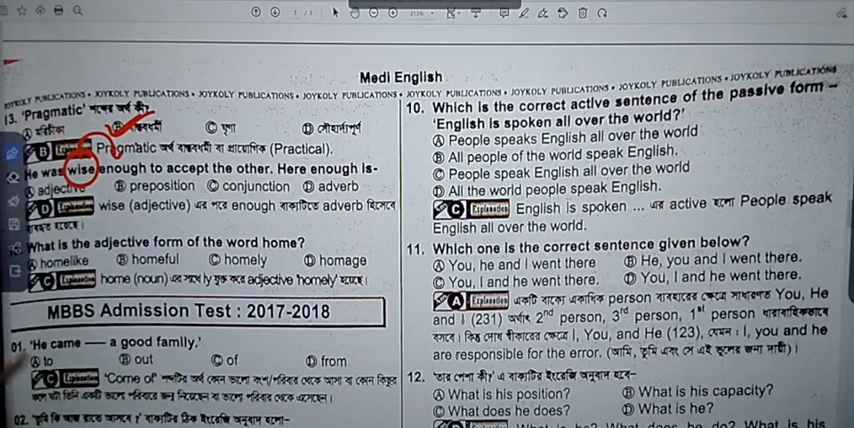 Medi English
JOYKOLY PUBLICATIONS • JOYKOLY PUBLICATIONS • JOYKOLY PUBLICATIONS • JOYKOLY PUBLICATIONS • JOYKOLY PUBLICATIONS • JOYKOLY PUBLICATIONS • JOYKOLY PUBLICATIONS • JOYKOLY PUBLICATIONS
13. 'Pragmatic' শব্দের অর্থ কী?
Ⓒ ঘৃণা Ⓓ সৌহার্দ্যপূর্ণ
Ⓑ Explanation Pragmatic অর্থ বাস্তবধর্মী বা প্রায়োগিক (Practical).
He was wise enough to accept the other. Here enough is-
Ⓐ adjective Ⓑ preposition Ⓒ conjunction Ⓓ adverb
Ⓓ Explanation wise (adjective) এর পরে enough বাক্যটিতে adverb হিসেবে
ব্যবহৃত হয়েছে।
What is the adjective form of the word home?
Ⓐ homelike Ⓑ homeful Ⓒ homely Ⓓ homage
Ⓒ Explanation home (noun) এর সাথে ly যুক্ত করে adjective 'homely' হয়েছে।
MBBS Admission Test : 2017-2018
01. 'He came — a good family.'
Ⓐ to Ⓑ out Ⓒ of Ⓓ from
Ⓒ Explanation 'Come of' শব্দটির অর্থ কোন ভালো বংশ/পরিবার থেকে আসা বা কোন কিছুর
02.
10. Which is the correct active sentence of the passive form –
'English is spoken all over the world?'
Ⓐ People speaks English all over the world
Ⓑ All people of the world speak English.
Ⓒ People speak English all over the world
Ⓓ All the world people speak English.
Ⓒ Explanation English is spoken ... এর active হলো People speak
English all over the world.
11. Which one is the correct sentence given below?
Ⓐ You, he and I went there Ⓑ He, you and I went there.
Ⓒ You, I and he went there. Ⓓ You, I and he went there.
Ⓐ Explanation একটি বাক্যে একাধিক person ব্যবহারের ক্ষেত্রে সাধারণত You, He
and I (231) অর্থাৎ 2nd person, 3rd person, 1st person ধারাবাহিকভাবে
বসবে। কিন্তু দোষ স্বীকারের ক্ষেত্রে I, You, and He (123), যেমন : I, you and he
are responsible for the error. (আমি, তুমি এবং সে এই ভুলের জন্য দায়ী)।
12. 'তার পেশা কী?' এ বাক্যটির ইংরেজি অনুবাদ হবে–
Ⓐ What is his position? Ⓑ What is his capacity?
Ⓒ What does he does? Ⓓ What is he?